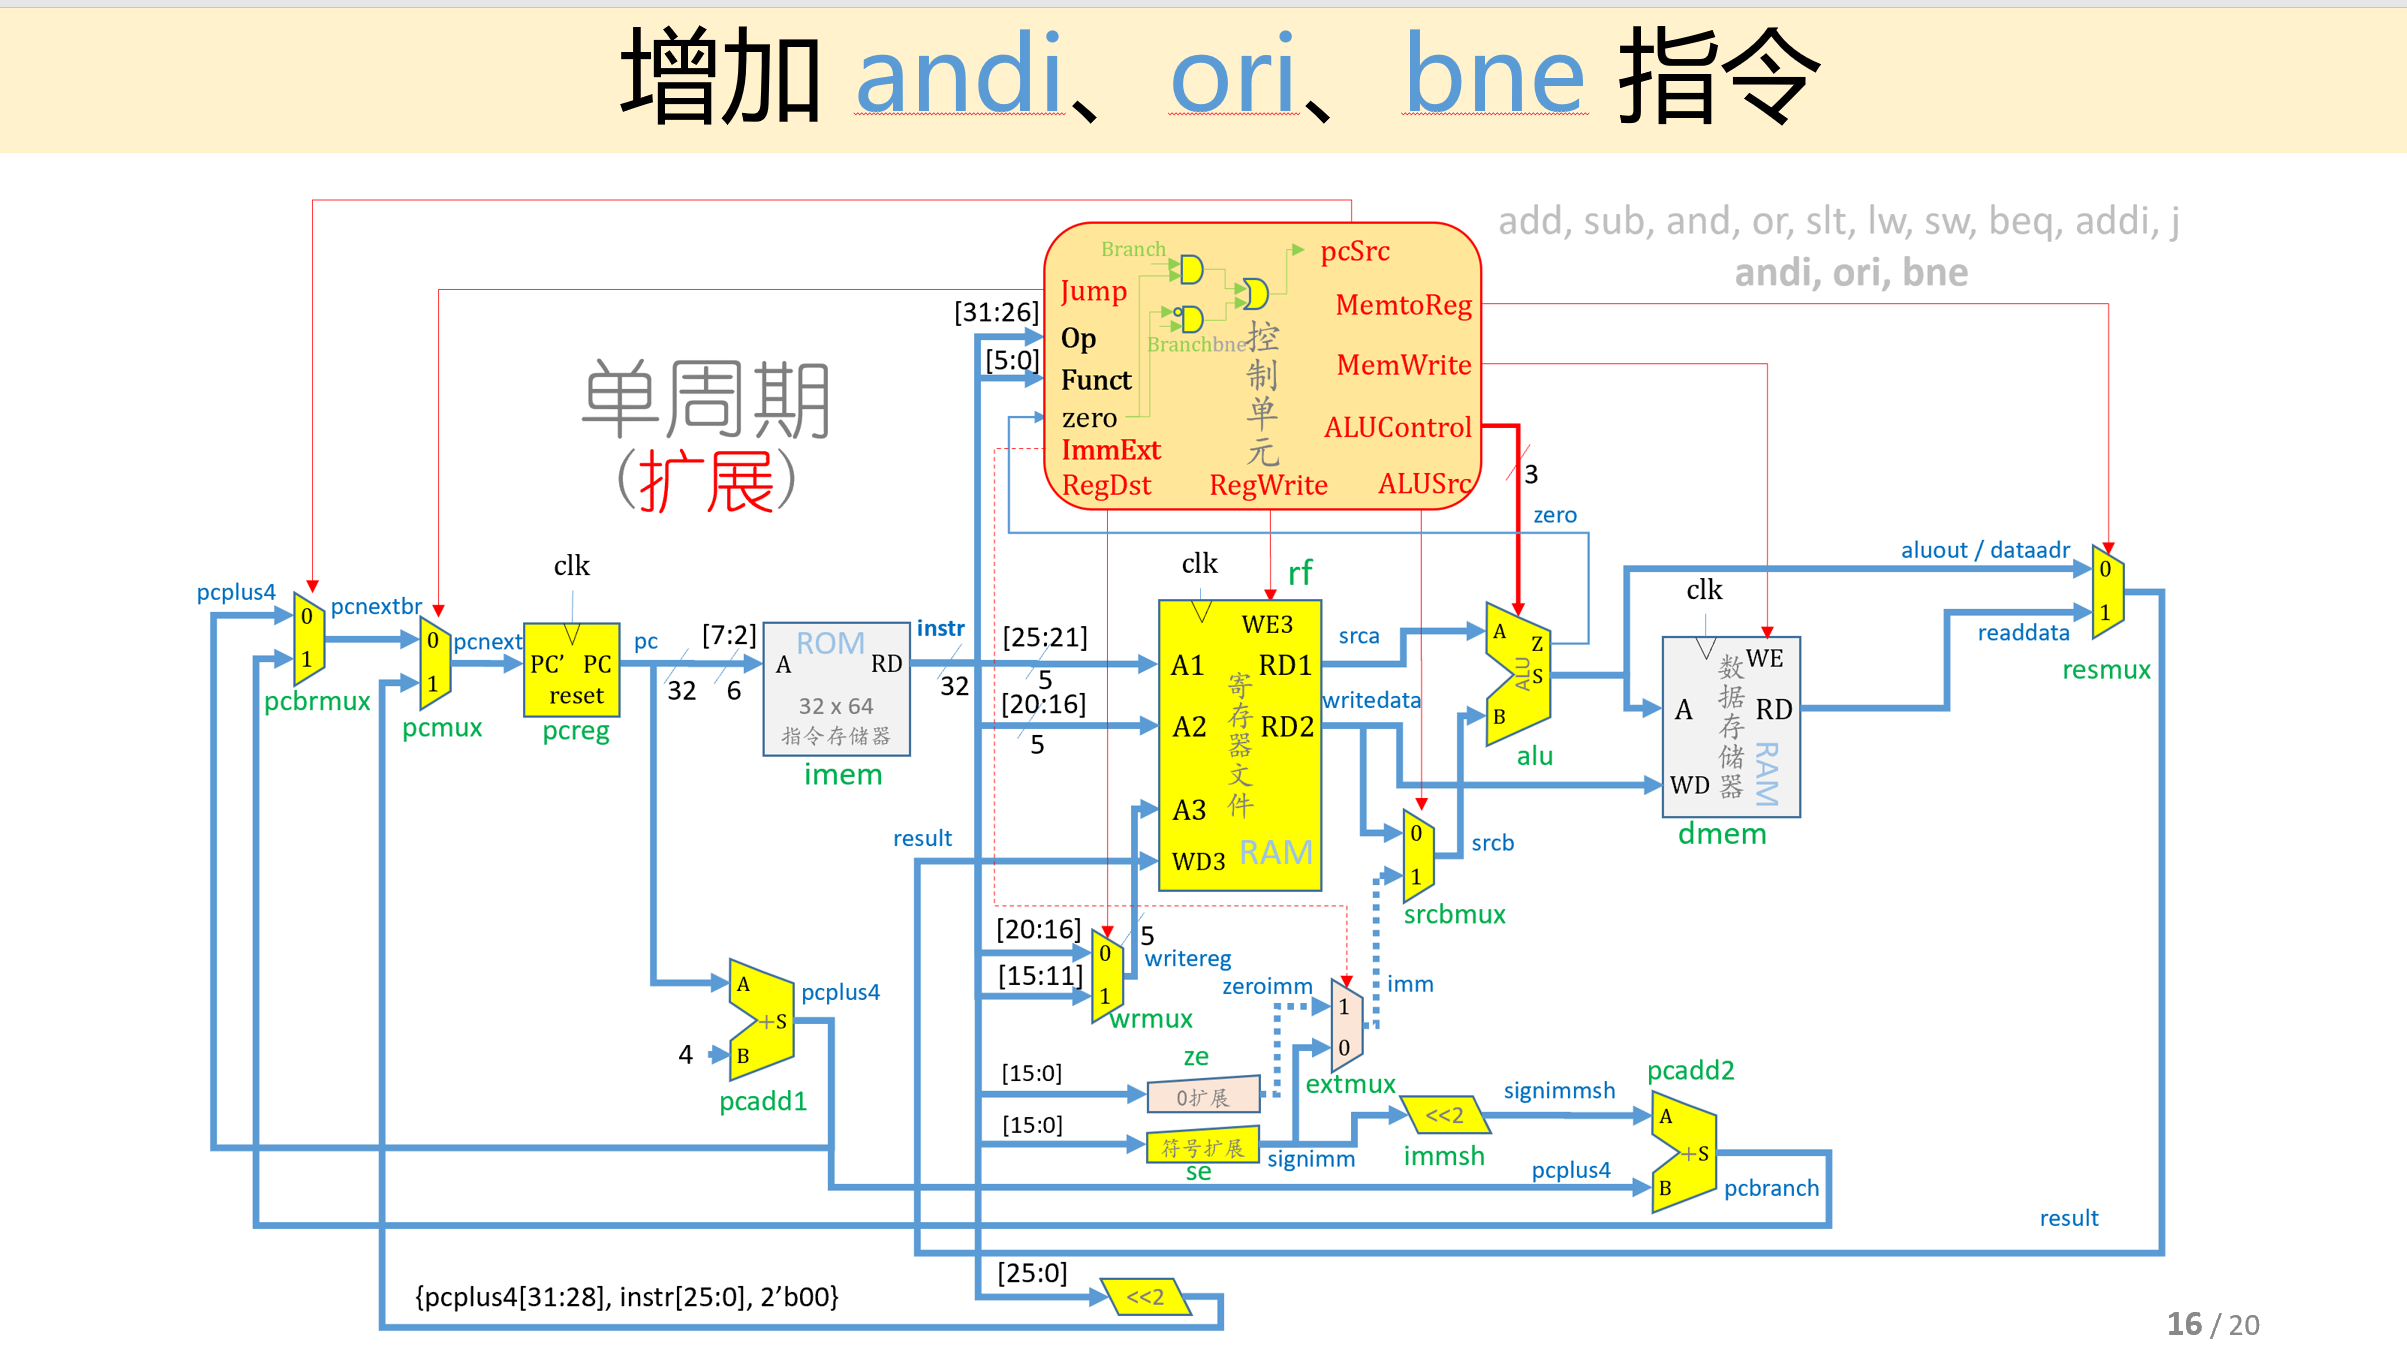 增加 andi、ori、bne 指令
add, sub, and, or, slt, lw, sw, beq, addi, j
andi, ori, bne
单周期
(扩展)
Branch
pcSrc
Jump
MemtoReg
[31:26]
Op
Branchbne
控制单元
[5:0]
Funct
MemWrite
zero
ALUControl
ImmExt
3
RegDst
RegWrite
ALUSrc
zero
clk
clk
rf
clk
aluout / dataadr
pcplus4
0
1
pcbrmux
pcnextbr
0
1
pcmux
pcnext
PC’ PC
reset
pcreg
pc
32
[7:2]
6
ROM
A
RD
32 x 64
指令存储器
imem
instr
32
[25:21]
5
[20:16]
5
WE3
A1
RD1
A2
RD2
A3
WD3
寄存器文件
RAM
srca
writedata
A
B
Z
S
ALU
alu
WE
A
RD
WD
数据存储器
RAM
dmem
readdata
0
1
resmux
result
0
1
srcbmux
srcb
[20:16]
[15:11]
0
1
5
writereg
wrmux
zeroimm
1
0
extmux
imm
A
B
+S
4
pcplus4
pcadd1
[15:0]
ze
0扩展
[15:0]
符号扩展
se
signimm
<<2
immsh
signimmsh
pcadd2
A
B
+S
pcplus4
pcbranch
result
[25:0]
<<2
{pcplus4[31:28], instr[25:0], 2’b00}
16 / 20